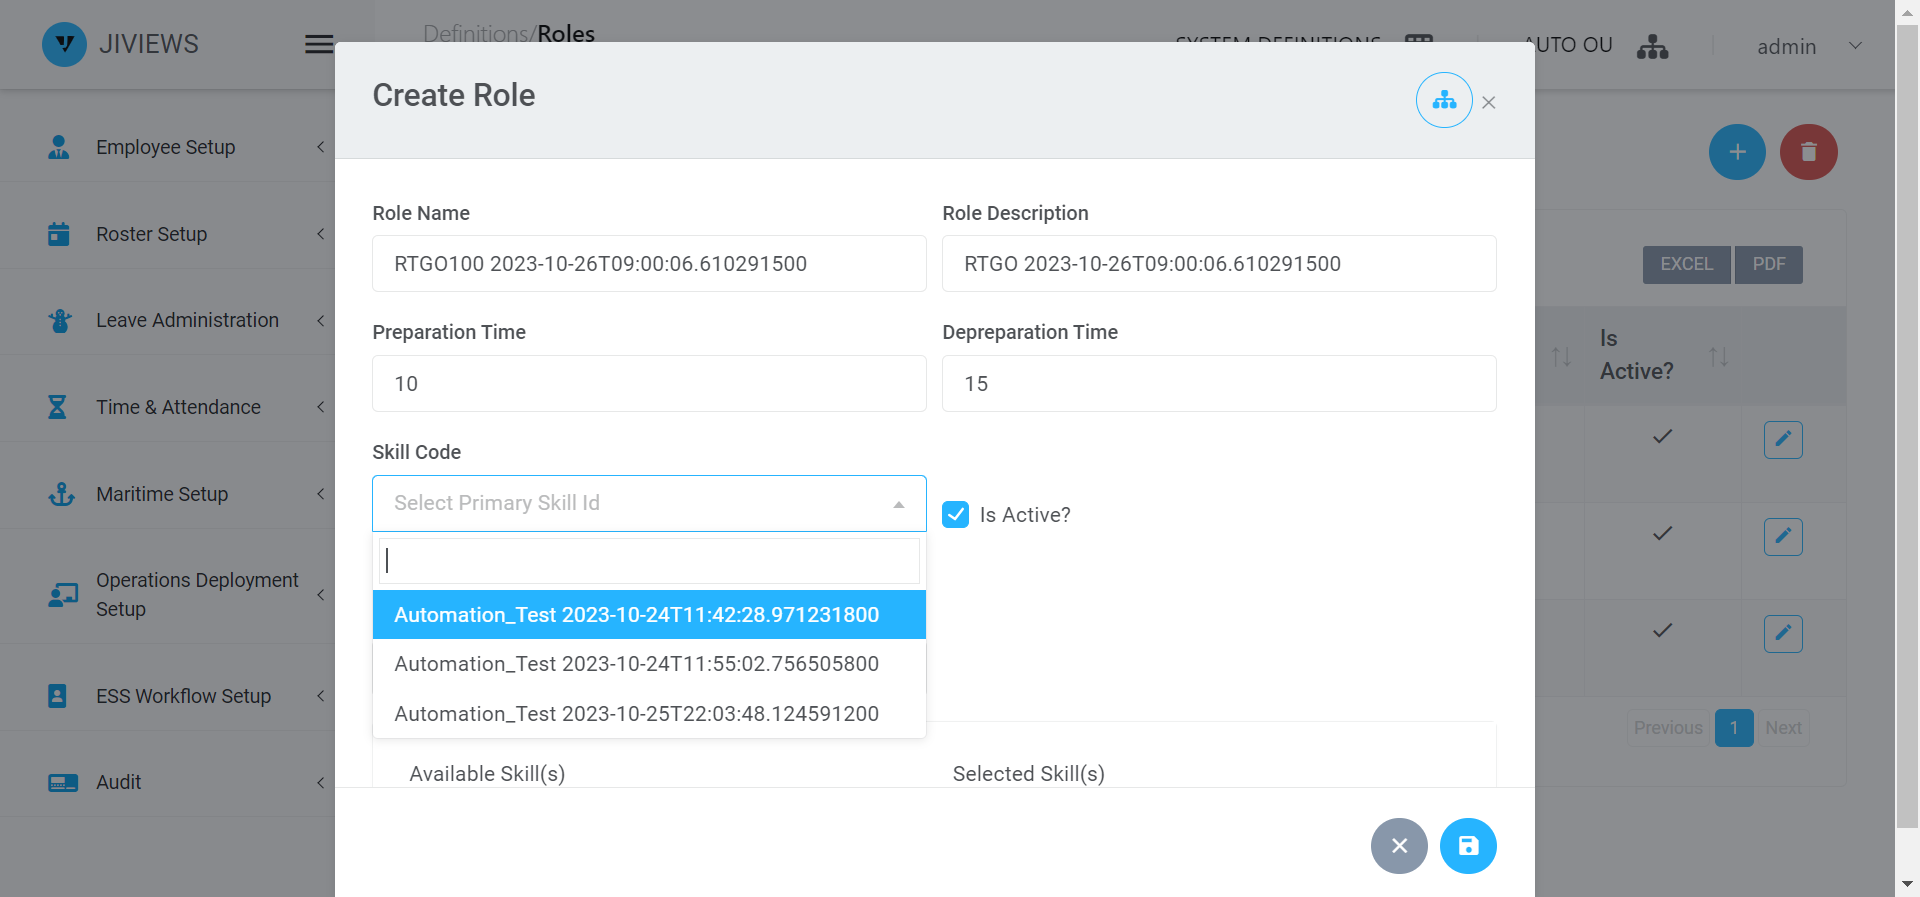 JIVIEWS
Definitions/Roles
SYSTEM DEFINITIONS
AUTO OU
admin
Create Role
Employee Setup
Roster Setup
Leave Administration
Time & Attendance
Maritime Setup
Operations Deployment
Setup
ESS Workflow Setup
Audit
Role Name
Role Description
RTGO100 2023-10-26T09:00:06.610291500
RTGO 2023-10-26T09:00:06.610291500
Preparation Time
Depreparation Time
10
15
Skill Code
Select Primary Skill Id
Is Active?
Automation_Test 2023-10-24T11:42:28.971231800
Automation_Test 2023-10-24T11:55:02.756505800
Automation_Test 2023-10-25T22:03:48.124591200
Available Skill(s)
Selected Skill(s)
EXCEL
PDF
Is
Active?
Previous
1
Next